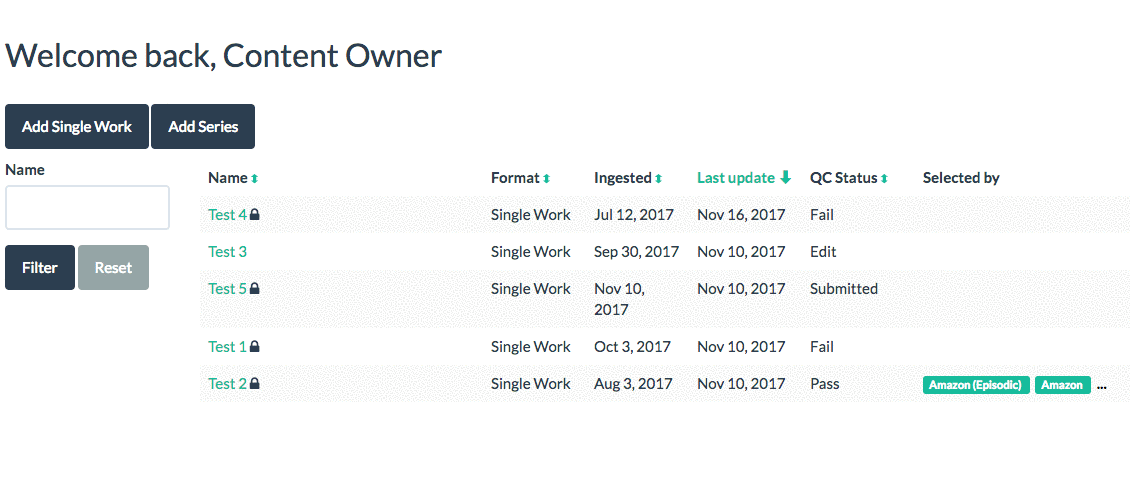 Welcome back, Content Owner
Add Single Work Add Series
Name
Filter Reset
Name Format Ingested Last update QC Status Selected by
Test 4 Single Work Jul 12, 2017 Nov 16, 2017 Fail
Test 3 Single Work Sep 30, 2017 Nov 10, 2017 Edit
Test 5 Single Work Nov 10, 2017 Nov 10, 2017 Submitted
Test 1 Single Work Oct 3, 2017 Nov 10, 2017 Fail
Test 2 Single Work Aug 3, 2017 Nov 10, 2017 Pass Amazon (Episodic) Amazon ...